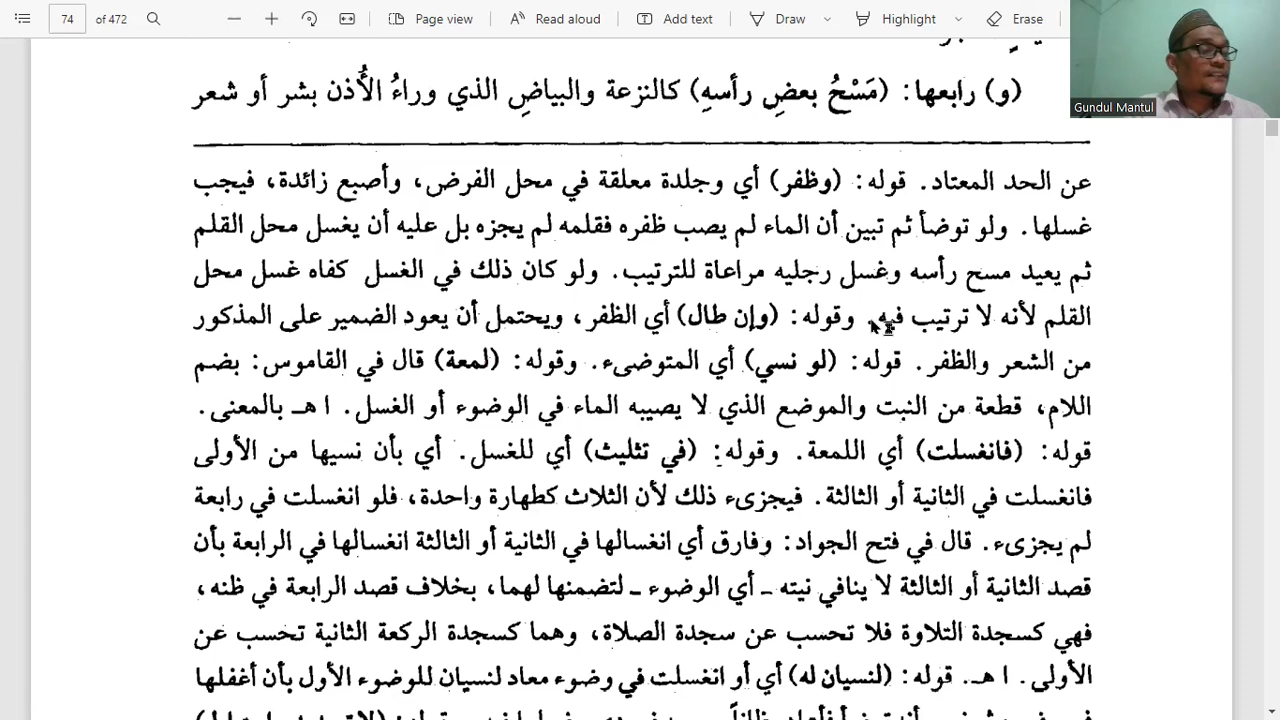 74 of 472
Page view
Read aloud
Add text
Draw
Highlight
Erase
Gundul Mantul
(و) رابعها: (مَسْحُ بعضِ رأسهِ) كالنزعة والبياضِ الذي وراءُ الأُذن بشر أو شعر
عن الحد المعتاد. قوله: (وظفر) أي وجلدة معلقة في محل الفرض، وأصبع زائدة، فيجب
غسلها. ولو توضأ ثم تبين أن الماء لم يصب ظفره فقلمه لم يجزه بل عليه أن يغسل محل القلم
ثم يعيد مسح رأسه وغسل رجليه مراعاة للترتيب. ولو كان ذلك في الغسل كفاه غسل محل
القلم لأنه لا ترتيب فيه. وقوله: (وإن طال) أي الظفر، ويحتمل أن يعود الضمير على المذكور
من الشعر والظفر. قوله: (لو نسي) أي المتوضىء. وقوله: (لمعة) قال في القاموس: بضم
اللام، قطعة من النبت والموضع الذي لا يصيبه الماء في الوضوء أو الغسل. ا هـ بالمعنى.
قوله: (فانغسلت) أي اللمعة. وقوله: (في تثليث) أي للغسل. أي بأن نسيها من الأولى
فانغسلت في الثانية أو الثالثة. فيجزىء ذلك لأن الثلاث كطهارة واحدة، فلو انغسلت في رابعة
لم يجزىء. قال في فتح الجواد: وفارق أي انغسالها في الثانية أو الثالثة انغسالها في الرابعة بأن
قصد الثانية أو الثالثة لا ينافي نيته ـ أي الوضوء ـ لتضمنها لهما، بخلاف قصد الرابعة في ظنه،
فهي كسجدة التلاوة فلا تحسب عن سجدة الصلاة، وهما كسجدة الركعة الثانية تحسب عن
الأولى. ا هـ. قوله: (لنسيان له) أي أو انغسلت في وضوء معاد لنسيان للوضوء الأول بأن أغفلها